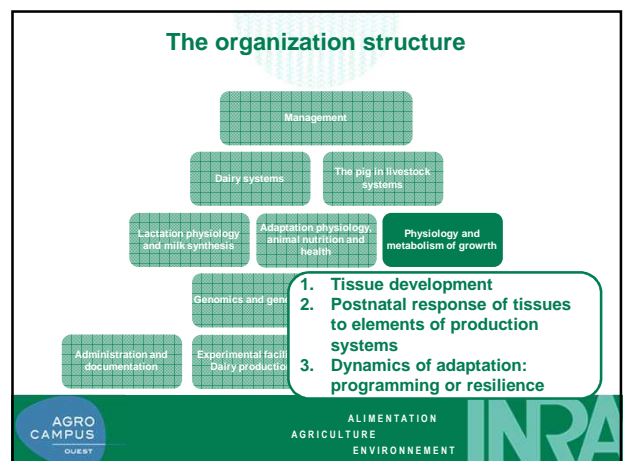 The organization structure
Management
Dairy systems
The pig in livestock
systems
Lactation physiology
and milk synthesis
Adaptation physiology,
animal nutrition and
health
Physiology and
metabolism of growrth
Genomics and
1. Tissue development
2. Postnatal response of tissues
to elements of production
systems
3. Dynamics of adaptation:
programming or resilience
Administration and
documentation
Experimental
Dairy
AGRO
CAMPUS
OUEST
ALIMENTATION
AGRICULTURE
ENVIRONNEMENT
INRA